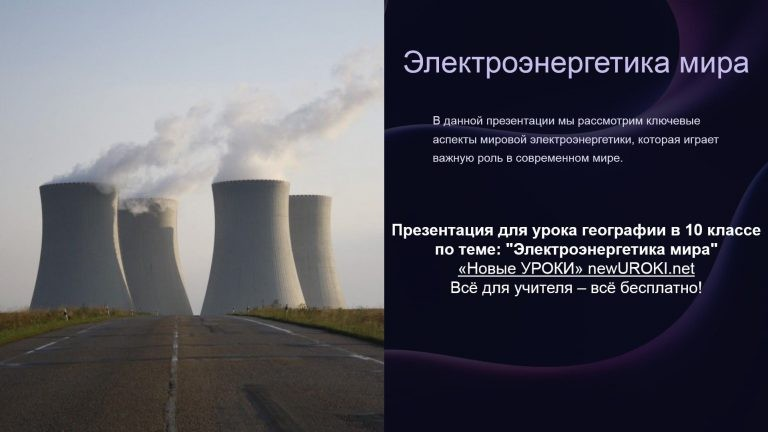 Электроэнергетика мира
В данной презентации мы рассмотрим ключевые
аспекты мировой электроэнергетики, которая играет
важную роль в современном мире.
Презентация для урока географии в 10 классе
по теме: "Электроэнергетика мира"
«Новые УРОКИ» newUROKI.net
Всё для учителя – всё бесплатно!